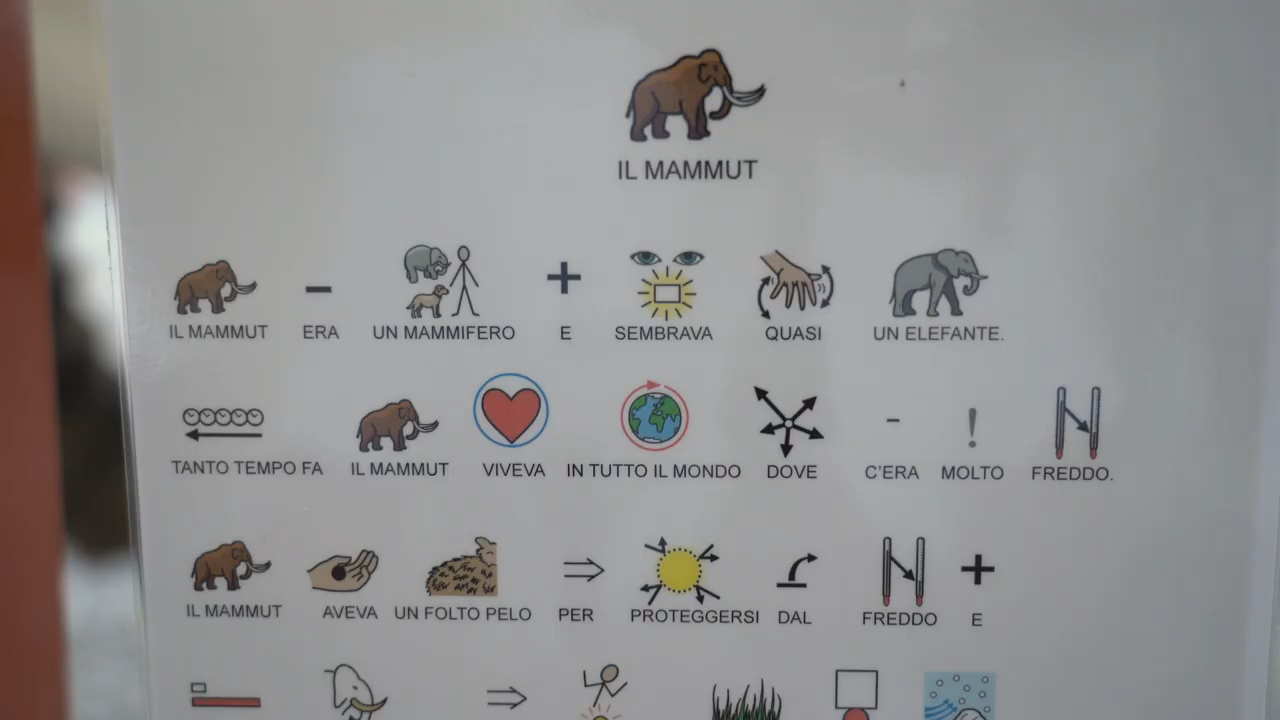 IL MAMMUT
IL MAMMUT ERA UN MAMMIFERO E SEMBRAVA QUASI UN ELEFANTE.
TANTO TEMPO FA IL MAMMUT VIVEVA IN TUTTO IL MONDO DOVE C'ERA MOLTO FREDDO.
IL MAMMUT AVEVA UN FOLTO PELO PER PROTEGGERSI DAL FREDDO E